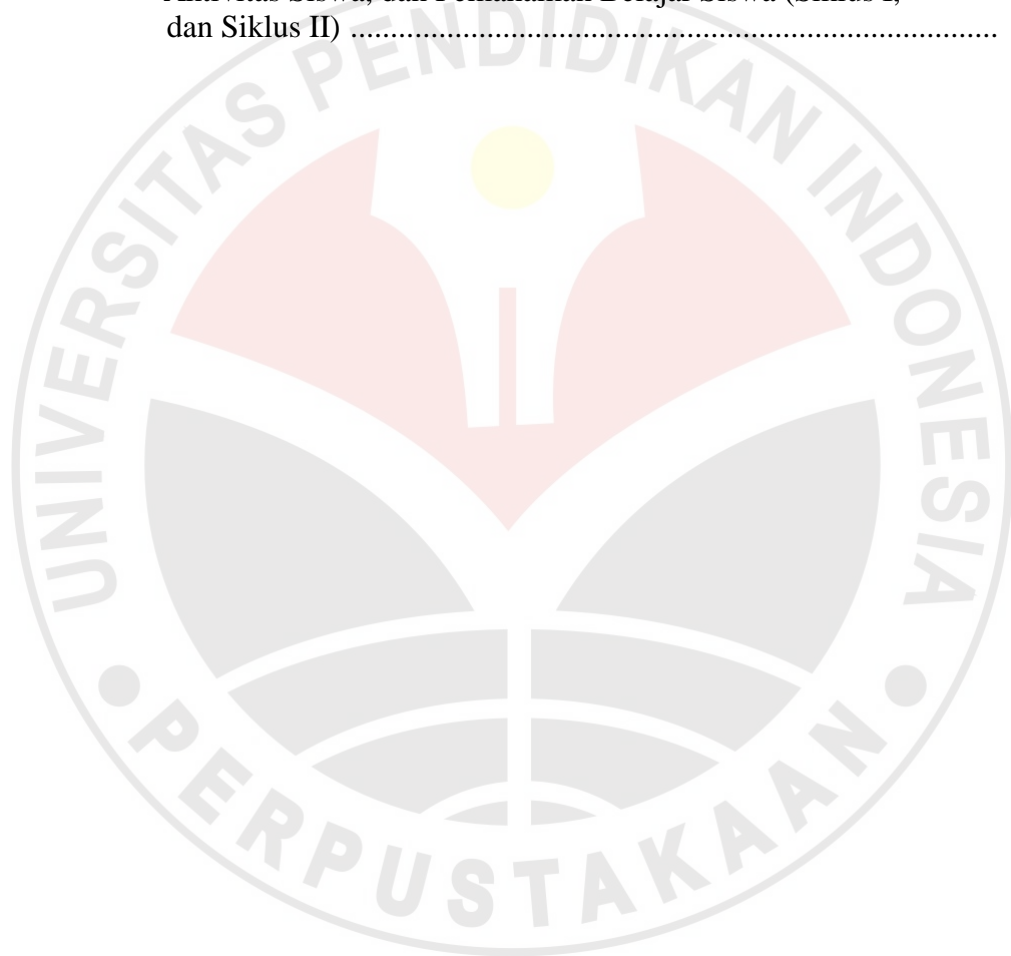 Aktivitas Siswa, dan Pemahaman Belajar Siswa (Siklus I,
dan Siklus II) ................................................................................
UNIVERSITAS PENDIDIKAN INDONESIA
PERPUSTAKAAN